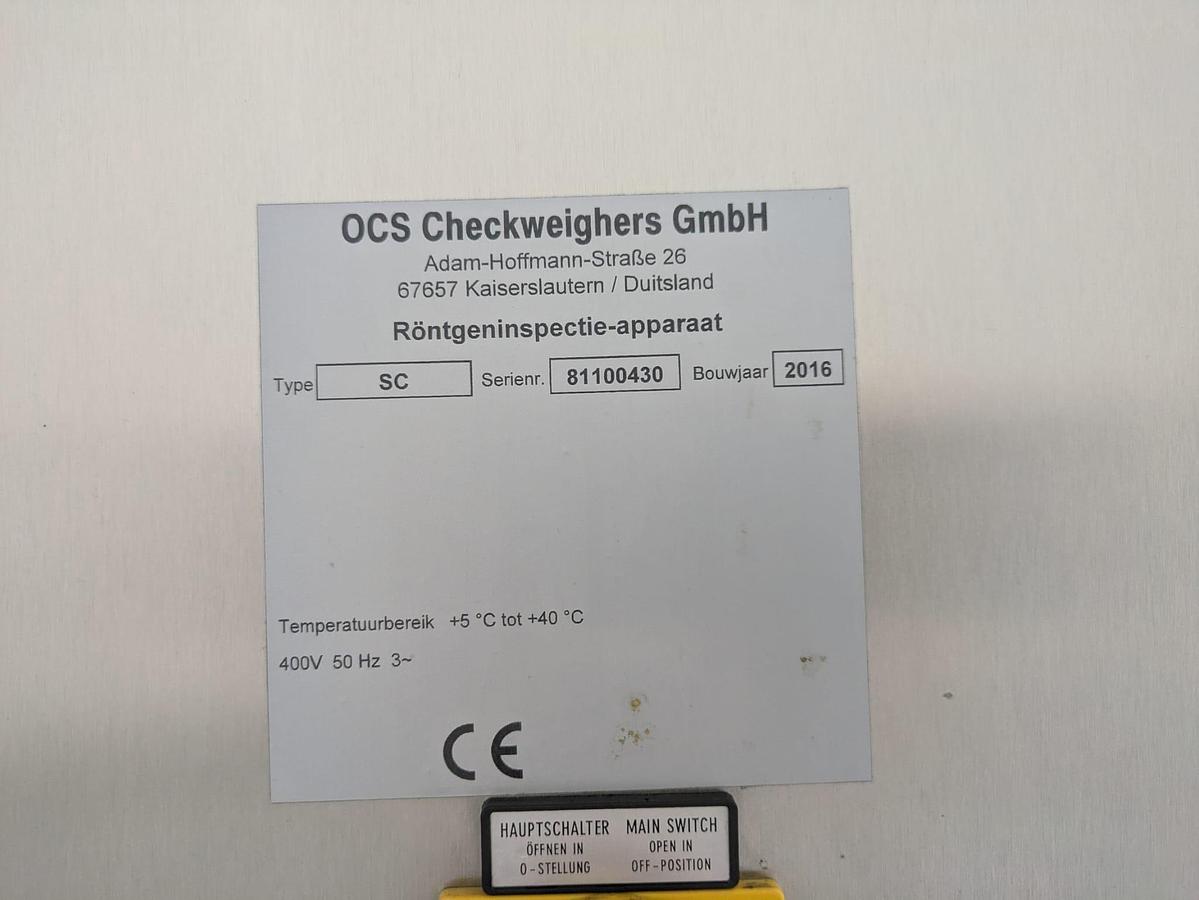 OCS Checkweighers GmbH
Adam-Hoffmann-Straße 26
67657 Kaiserslautern / Duitsland
Röntgeninspectie-apparaat
Type SC Serienr. 81100430 Bouwjaar 2016
Temperatuurbereik +5 °C tot +40 °C
400V 50 Hz 3~
CE
HAUPTSCHALTER MAIN SWITCH
ÖFFNEN IN OPEN IN
0-STELLUNG OFF-POSITION